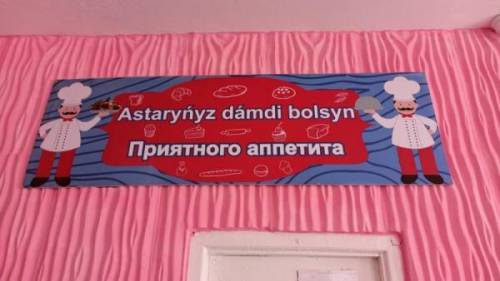 Astaryńyz dámdi bolsyn
Приятного аппетита